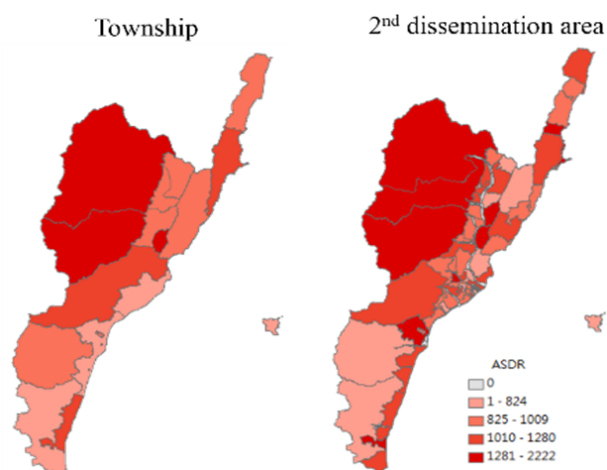 Township
2nd dissemination area
ASDR
0
1 - 824
825 - 1009
1010 - 1280
1281 - 2222